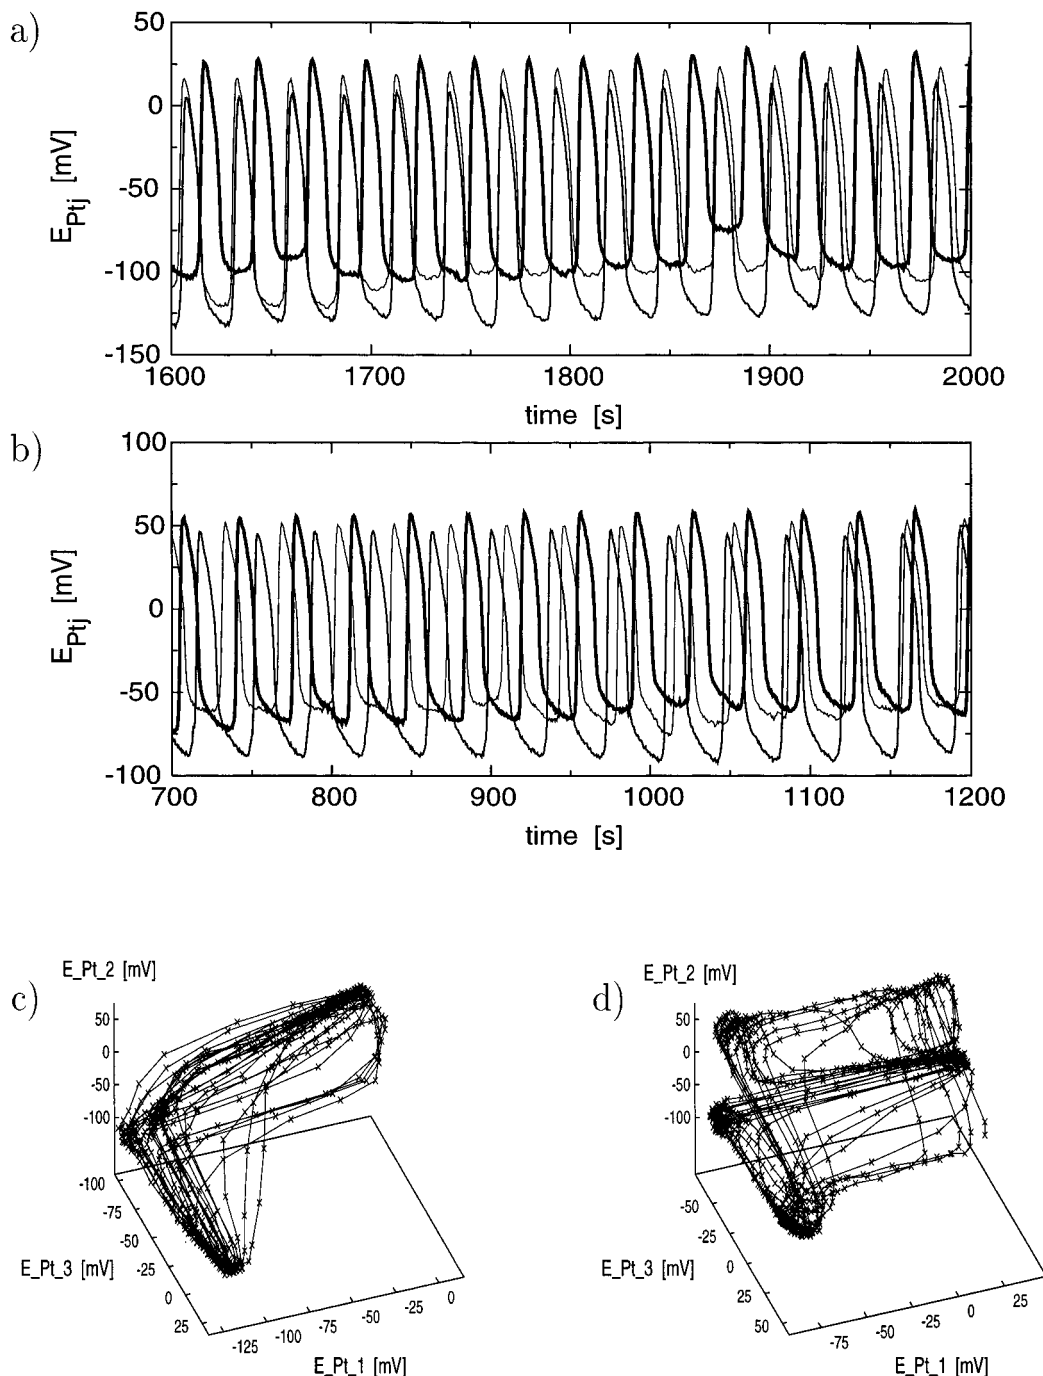 a)
50
0
-50
-100
-150
E_Ptj [mV]
1600 1700 1800 1900 2000
time [s]
b)
100
50
0
-50
-100
E_Ptj [mV]
700 800 900 1000 1100 1200
time [s]
c)
E_Pt_2 [mV]
50
0
-50
-100
-100
-75
-50
-25
0
25
E_Pt_3 [mV]
-125 -100 -75 -50 -25 0
E_Pt_1 [mV]
d)
E_Pt_2 [mV]
50
0
-50
-100
-50
-25
0
25
50
E_Pt_3 [mV]
-75 -50 -25 0 25
E_Pt_1 [mV]